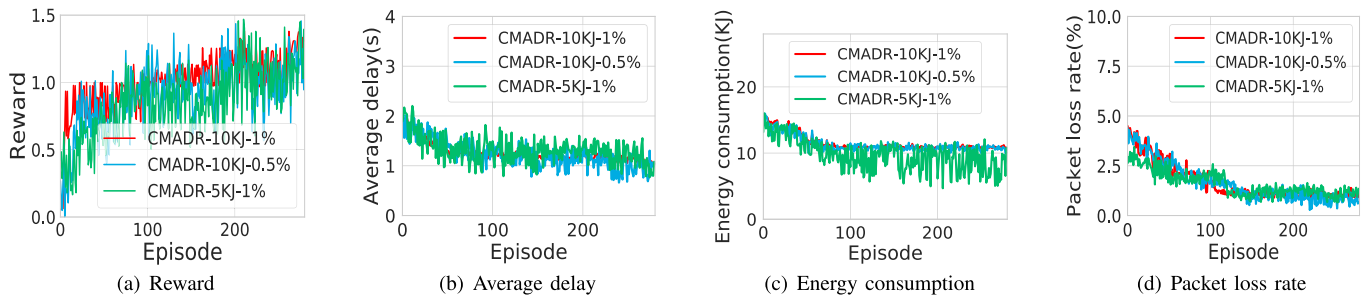 1.5
1.0
0.5
0.0
Reward
CMADR-10KJ-1%
CMADR-10KJ-0.5%
CMADR-5KJ-1%
0
100
200
Episode
(a) Reward
4
3
2
1
0
Average delay(s)
CMADR-10KJ-1%
CMADR-10KJ-0.5%
CMADR-5KJ-1%
0
100
200
Episode
(b) Average delay
20
10
0
Energy consumption(KJ)
CMADR-10KJ-1%
CMADR-10KJ-0.5%
CMADR-5KJ-1%
0
100
200
Episode
(c) Energy consumption
10.0
7.5
5.0
2.5
0.0
Packet loss rate(%)
CMADR-10KJ-1%
CMADR-10KJ-0.5%
CMADR-5KJ-1%
0
100
200
Episode
(d) Packet loss rate